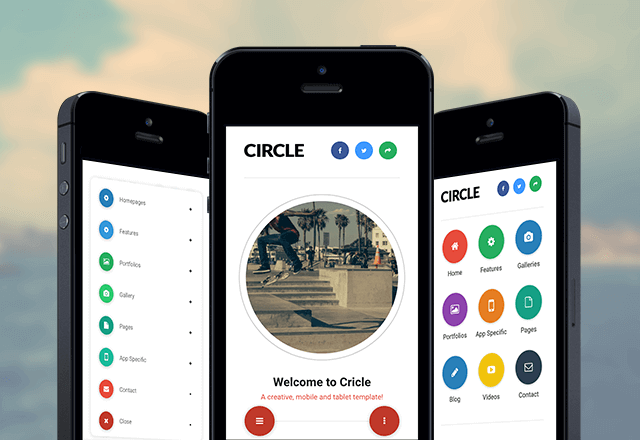 Homepages
Features
Portfolios
Gallery
Pages
App Specific
Contact
Close
CIRCLE
Welcome to Cricle
A creative, mobile and tablet template!
CIRCLE
Home
Features
Galleries
Portfolios
App Specific
Pages
Blog
Videos
Contact